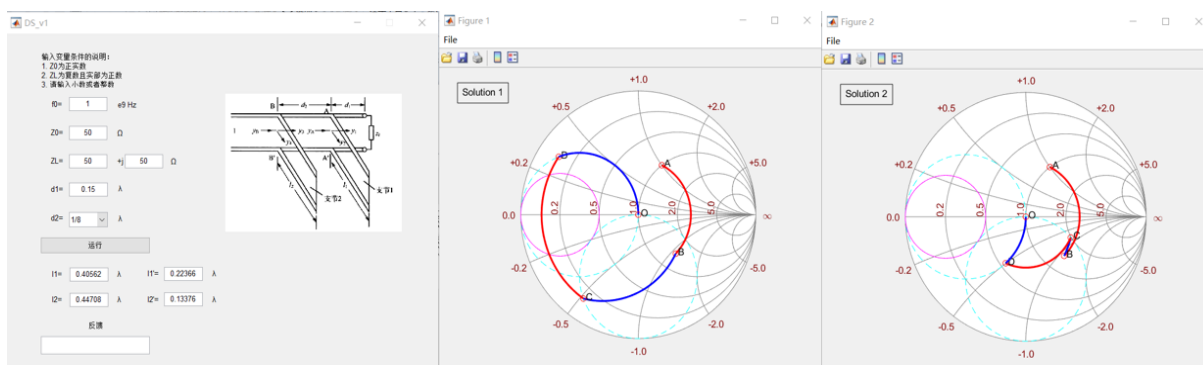 DS_v1
输入变量条件的说明:
1. Z0为正实数
2. ZL为复数且实部为正数
3. 请输入小数或者整数
f0= 1 e9 Hz
Z0= 50 Ω
ZL= 50 +j 50 Ω
d1= 0.15 λ
d2= 1/8 λ
运行
l1= 0.40562 λ l1'= 0.22366 λ
l2= 0.44708 λ l2'= 0.13376 λ
反馈
B d₂ A d₁
1
B' A'
支节2
支节1
Figure 1
File
Solution 1
+1.0
+0.5 +2.0
+0.2 +5.0
0.0 0.2 0.5 1.0 2.0 5.0 ∞
-0.2 -5.0
-0.5 -2.0
-1.0
A
B
C
D
O
Figure 2
File
Solution 2
+1.0
+0.5 +2.0
+0.2 +5.0
0.0 0.2 0.5 1.0 2.0 5.0 ∞
-0.2 -5.0
-0.5 -2.0
-1.0
A
B
C
D
O